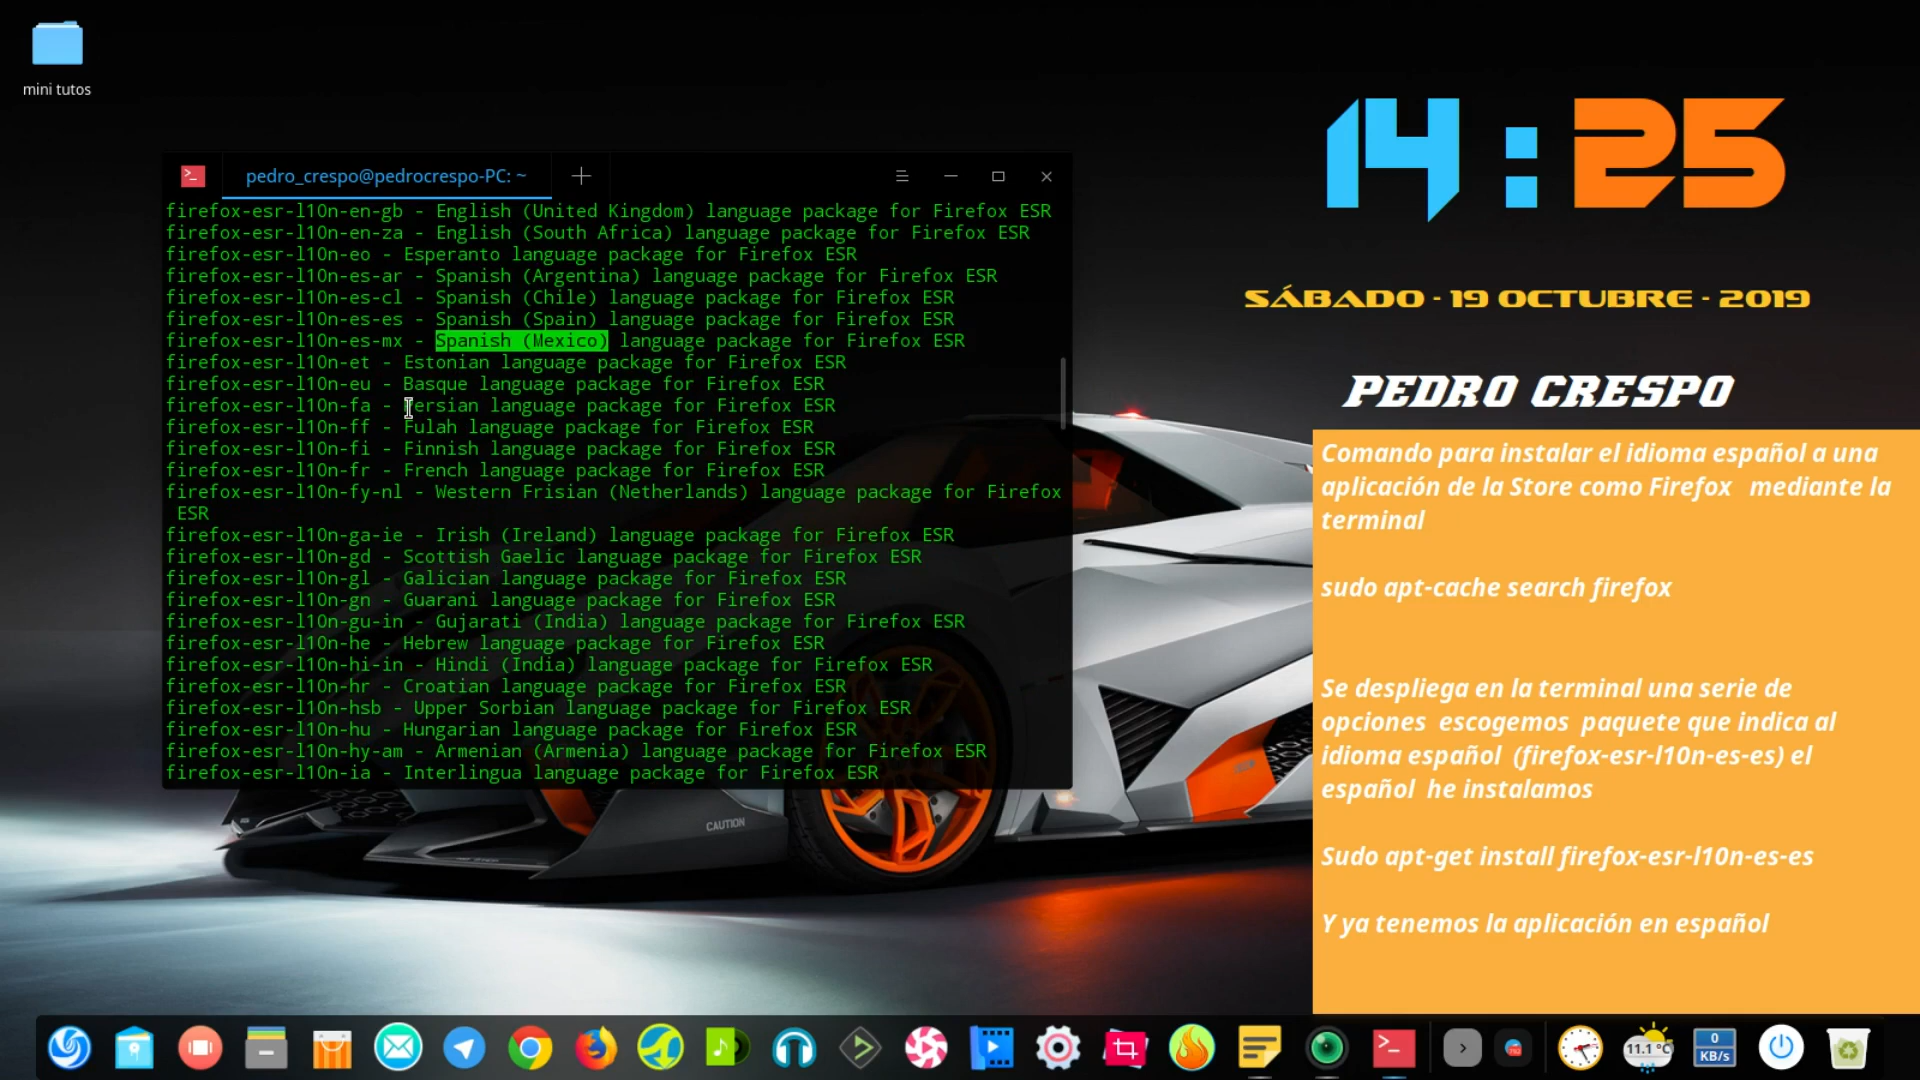 mini tutos
pedro_crespo@pedrocrespo-PC: ~
firefox-esr-l10n-en-gb - English (United Kingdom) language package for Firefox ESR
firefox-esr-l10n-en-za - English (South Africa) language package for Firefox ESR
firefox-esr-l10n-eo - Esperanto language package for Firefox ESR
firefox-esr-l10n-es-ar - Spanish (Argentina) language package for Firefox ESR
firefox-esr-l10n-es-cl - Spanish (Chile) language package for Firefox ESR
firefox-esr-l10n-es-es - Spanish (Spain) language package for Firefox ESR
firefox-esr-l10n-es-mx - Spanish (Mexico) language package for Firefox ESR
firefox-esr-l10n-et - Estonian language package for Firefox ESR
firefox-esr-l10n-eu - Basque language package for Firefox ESR
firefox-esr-l10n-fa - Persian language package for Firefox ESR
firefox-esr-l10n-ff - Fulah language package for Firefox ESR
firefox-esr-l10n-fi - Finnish language package for Firefox ESR
firefox-esr-l10n-fr - French language package for Firefox ESR
firefox-esr-l10n-fy-nl - Western Frisian (Netherlands) language package for Firefox
ESR
firefox-esr-l10n-ga-ie - Irish (Ireland) language package for Firefox ESR
firefox-esr-l10n-gd - Scottish Gaelic language package for Firefox ESR
firefox-esr-l10n-gl - Galician language package for Firefox ESR
firefox-esr-l10n-gn - Guarani language package for Firefox ESR
firefox-esr-l10n-gu-in - Gujarati (India) language package for Firefox ESR
firefox-esr-l10n-he - Hebrew language package for Firefox ESR
firefox-esr-l10n-hi-in - Hindi (India) language package for Firefox ESR
firefox-esr-l10n-hr - Croatian language package for Firefox ESR
firefox-esr-l10n-hsb - Upper Sorbian language package for Firefox ESR
firefox-esr-l10n-hu - Hungarian language package for Firefox ESR
firefox-esr-l10n-hy-am - Armenian (Armenia) language package for Firefox ESR
firefox-esr-l10n-ia - Interlingua language package for Firefox ESR
CAUTION
14:25
SÁBADO - 19 OCTUBRE - 2019
PEDRO CRESPO
Comando para instalar el idioma español a una
aplicación de la Store como Firefox mediante la
terminal
sudo apt-cache search firefox
Se despliega en la terminal una serie de
opciones escogemos paquete que indica al
idioma español (firefox-esr-l10n-es-es) el
español he instalamos
Sudo apt-get install firefox-esr-l10n-es-es
Y ya tenemos la aplicación en español
11.1 °C
0
KB/s